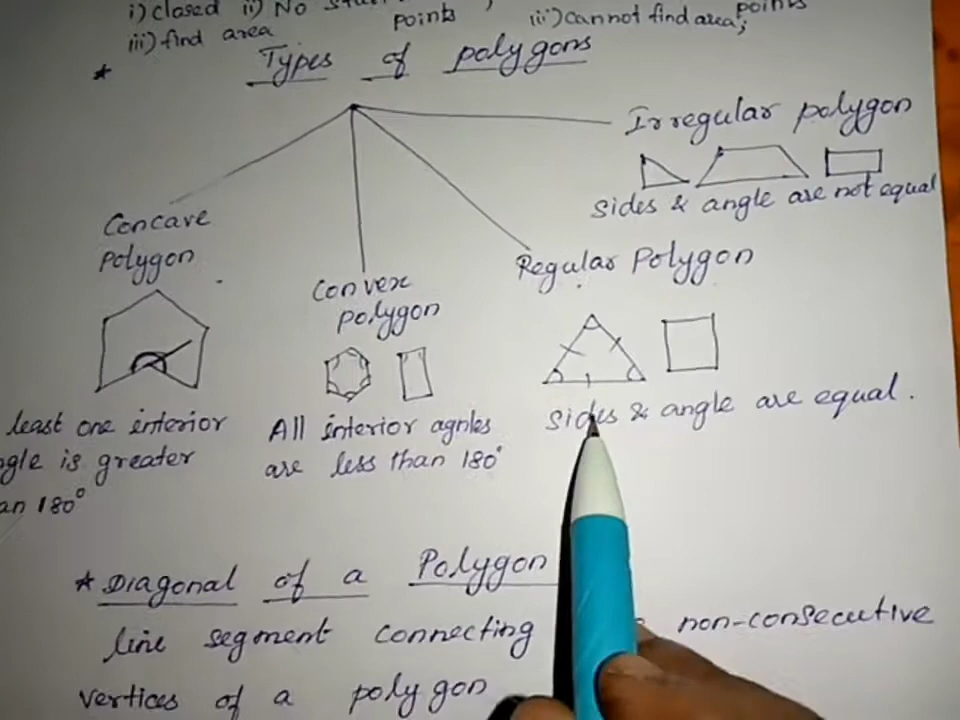 i) closed ii) No
points
iii) cannot find area;
points
iii) find area
* Types of polygons
Irregular polygon
sides & angle are not equal
Concave
polygon
Convex
polygon
Regular Polygon
least one interior
gle is greater
an 180°
All interior agnles
are less than 180°
sides & angle are equal.
* Diagonal of a Polygon
line segment connecting non-consecutive
vertices of a polygon